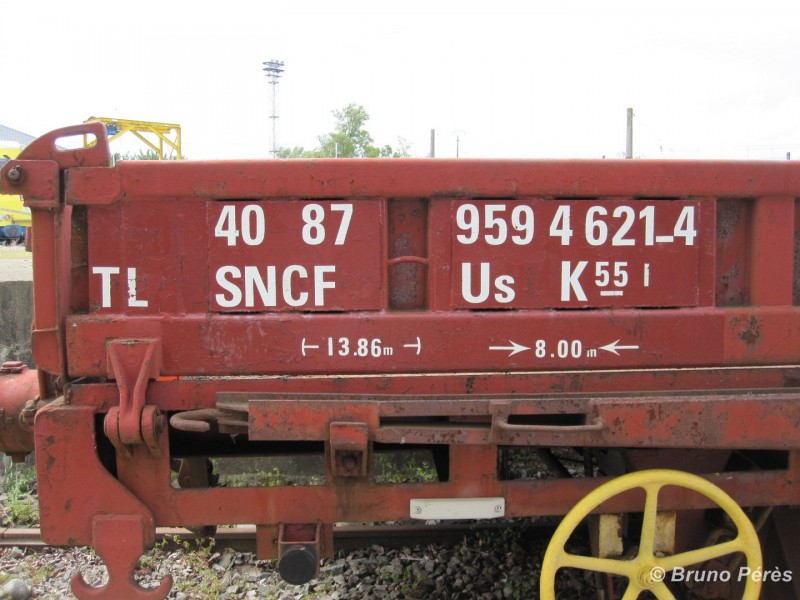 40 87 959 4 621-4
TL SNCF Us K 55 I
13.86 m 8.00 m
© Bruno Pérès